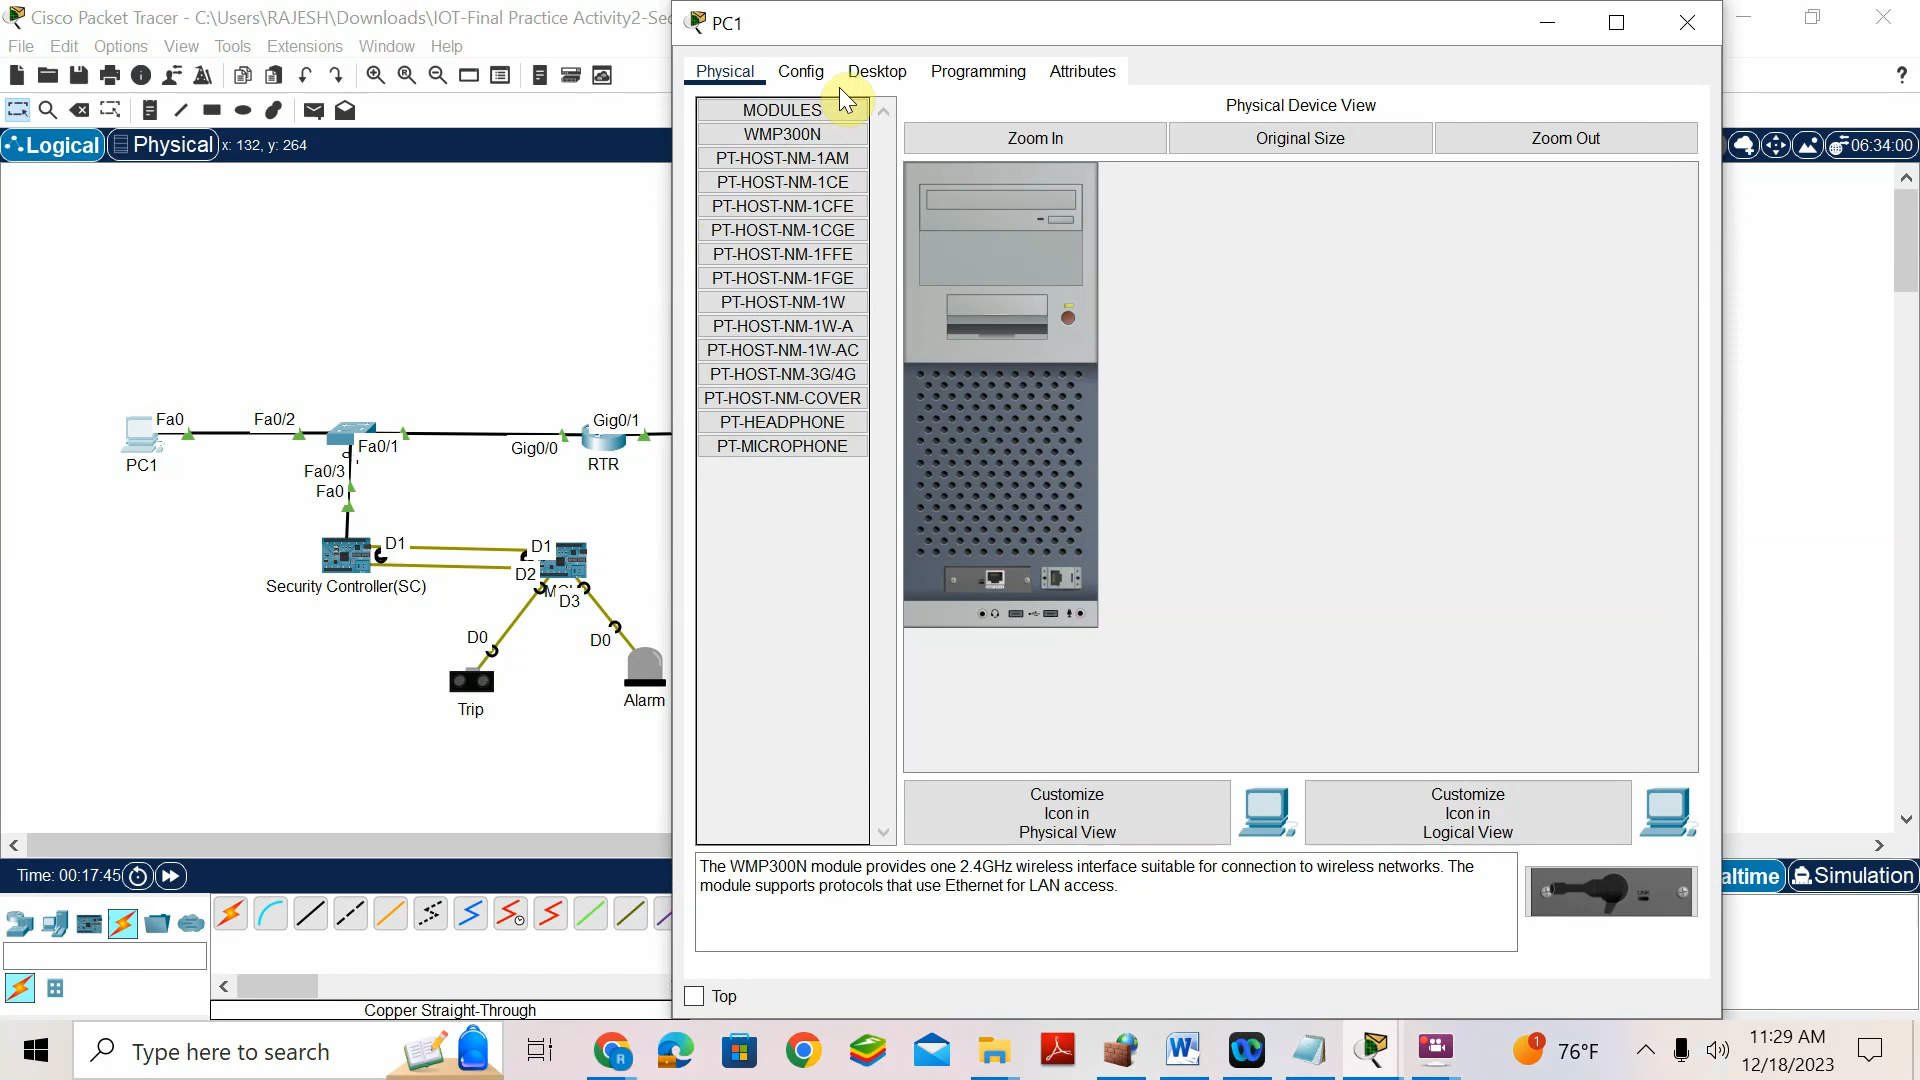 Cisco Packet Tracer - C:\Users\RAJESH\Downloads\IOT-Final Practice Activity2-Sec
PC1
File Edit Options View Tools Extensions Window Help
Physical Config Desktop Programming Attributes
?
Logical Physical x: 132, y: 264
06:34:00
MODULES
WMP300N
PT-HOST-NM-1AM
PT-HOST-NM-1CE
PT-HOST-NM-1CFE
PT-HOST-NM-1CGE
PT-HOST-NM-1FFE
PT-HOST-NM-1FGE
PT-HOST-NM-1W
PT-HOST-NM-1W-A
PT-HOST-NM-1W-AC
PT-HOST-NM-3G/4G
PT-HOST-NM-COVER
PT-HEADPHONE
PT-MICROPHONE
Physical Device View
Zoom In Original Size Zoom Out
Fa0 Fa0/2 Gig0/1
Fa0/1 Gig0/0
PC1 RTR
Fa0/3
Fa0
D1 D1
D2
Security Controller(SC)
D3
D0 D0
Trip Alarm
Customize
Icon in
Physical View
Customize
Icon in
Logical View
The WMP300N module provides one 2.4GHz wireless interface suitable for connection to wireless networks. The
module supports protocols that use Ethernet for LAN access.
Time: 00:17:45
altime Simulation
Top
Copper Straight-Through
Type here to search
1
76°F
11:29 AM
12/18/2023